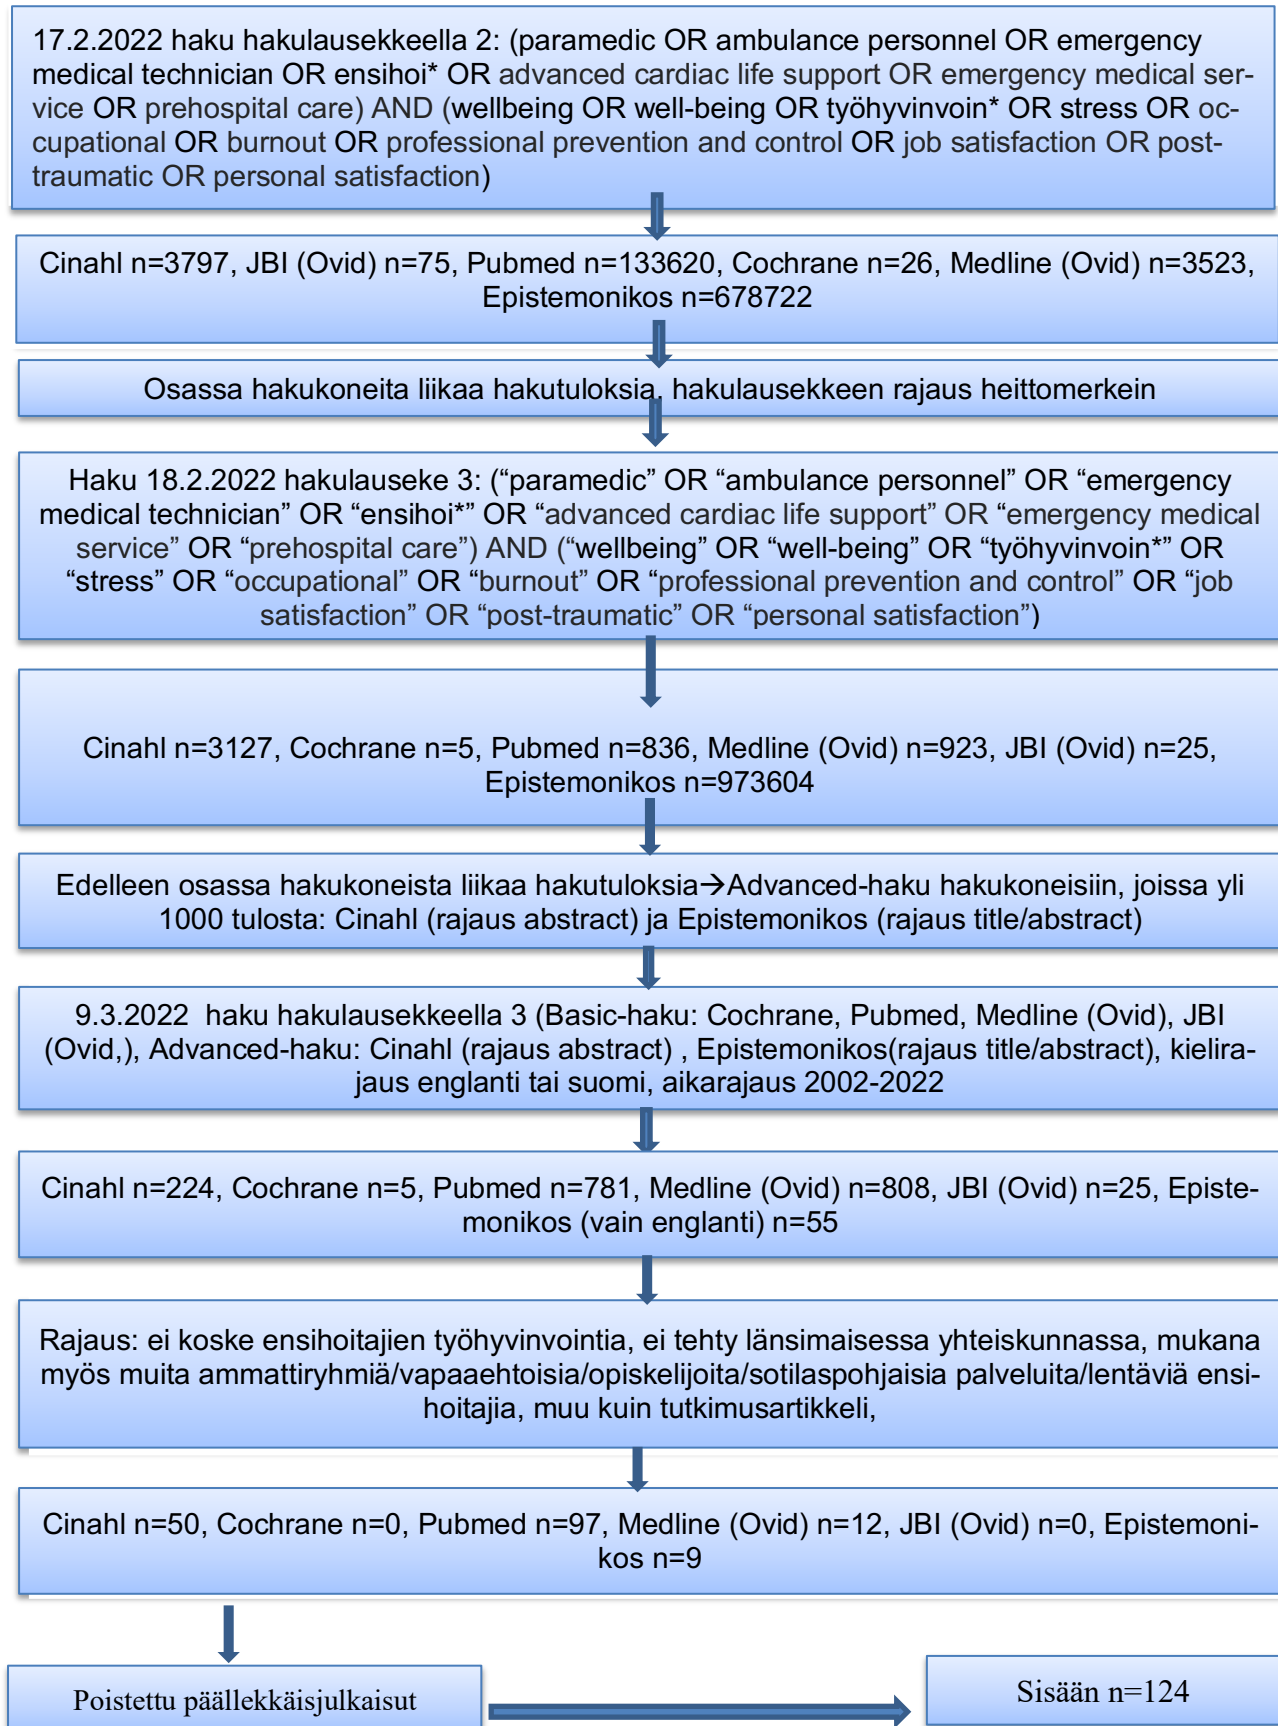 17.2.2022 haku hakulausekkeella 2: (paramedic OR ambulance personnel OR emergency
medical technician OR ensihoi* OR advanced cardiac life support OR emergency medical ser-
vice OR prehospital care) AND (wellbeing OR well-being OR työhyvinvoin* OR stress OR oc-
cupational OR burnout OR professional prevention and control OR job satisfaction OR post-
traumatic OR personal satisfaction)
Cinahl n=3797, JBI (Ovid) n=75, Pubmed n=133620, Cochrane n=26, Medline (Ovid) n=3523,
Epistemonikos n=678722
Osassa hakukoneita liikaa hakutuloksia, hakulausekkeen rajaus heittomerkein
Haku 18.2.2022 hakulauseke 3: (“paramedic” OR “ambulance personnel” OR “emergency
medical technician” OR “ensihoi*” OR “advanced cardiac life support” OR “emergency medical
service” OR “prehospital care”) AND (“wellbeing” OR “well-being” OR “työhyvinvoin*” OR
“stress” OR “occupational” OR “burnout” OR “professional prevention and control” OR “job
satisfaction” OR “post-traumatic” OR “personal satisfaction”)
Cinahl n=3127, Cochrane n=5, Pubmed n=836, Medline (Ovid) n=923, JBI (Ovid) n=25,
Epistemonikos n=973604
Edelleen osassa hakukoneista liikaa hakutuloksia→Advanced-haku hakukoneisiin, joissa yli
1000 tulosta: Cinahl (rajaus abstract) ja Epistemonikos (rajaus title/abstract)
9.3.2022  haku hakulausekkeella 3 (Basic-haku: Cochrane, Pubmed, Medline (Ovid), JBI
(Ovid,), Advanced-haku: Cinahl (rajaus abstract) , Epistemonikos(rajaus title/abstract), kielira-
jaus englanti tai suomi, aikarajaus 2002-2022
Cinahl n=224, Cochrane n=5, Pubmed n=781, Medline (Ovid) n=808, JBI (Ovid) n=25, Episte-
monikos (vain englanti) n=55
Rajaus: ei koske ensihoitajien työhyvinvointia, ei tehty länsimaisessa yhteiskunnassa, mukana
myös muita ammattiryhmiä/vapaaehtoisia/opiskelijoita/sotilaspohjaisia palveluita/lentäviä ensi-
hoitajia, muu kuin tutkimusartikkeli,
Cinahl n=50, Cochrane n=0, Pubmed n=97, Medline (Ovid) n=12, JBI (Ovid) n=0, Epistemoni-
kos n=9
Poistettu päällekkäisjulkaisut
Sisään n=124